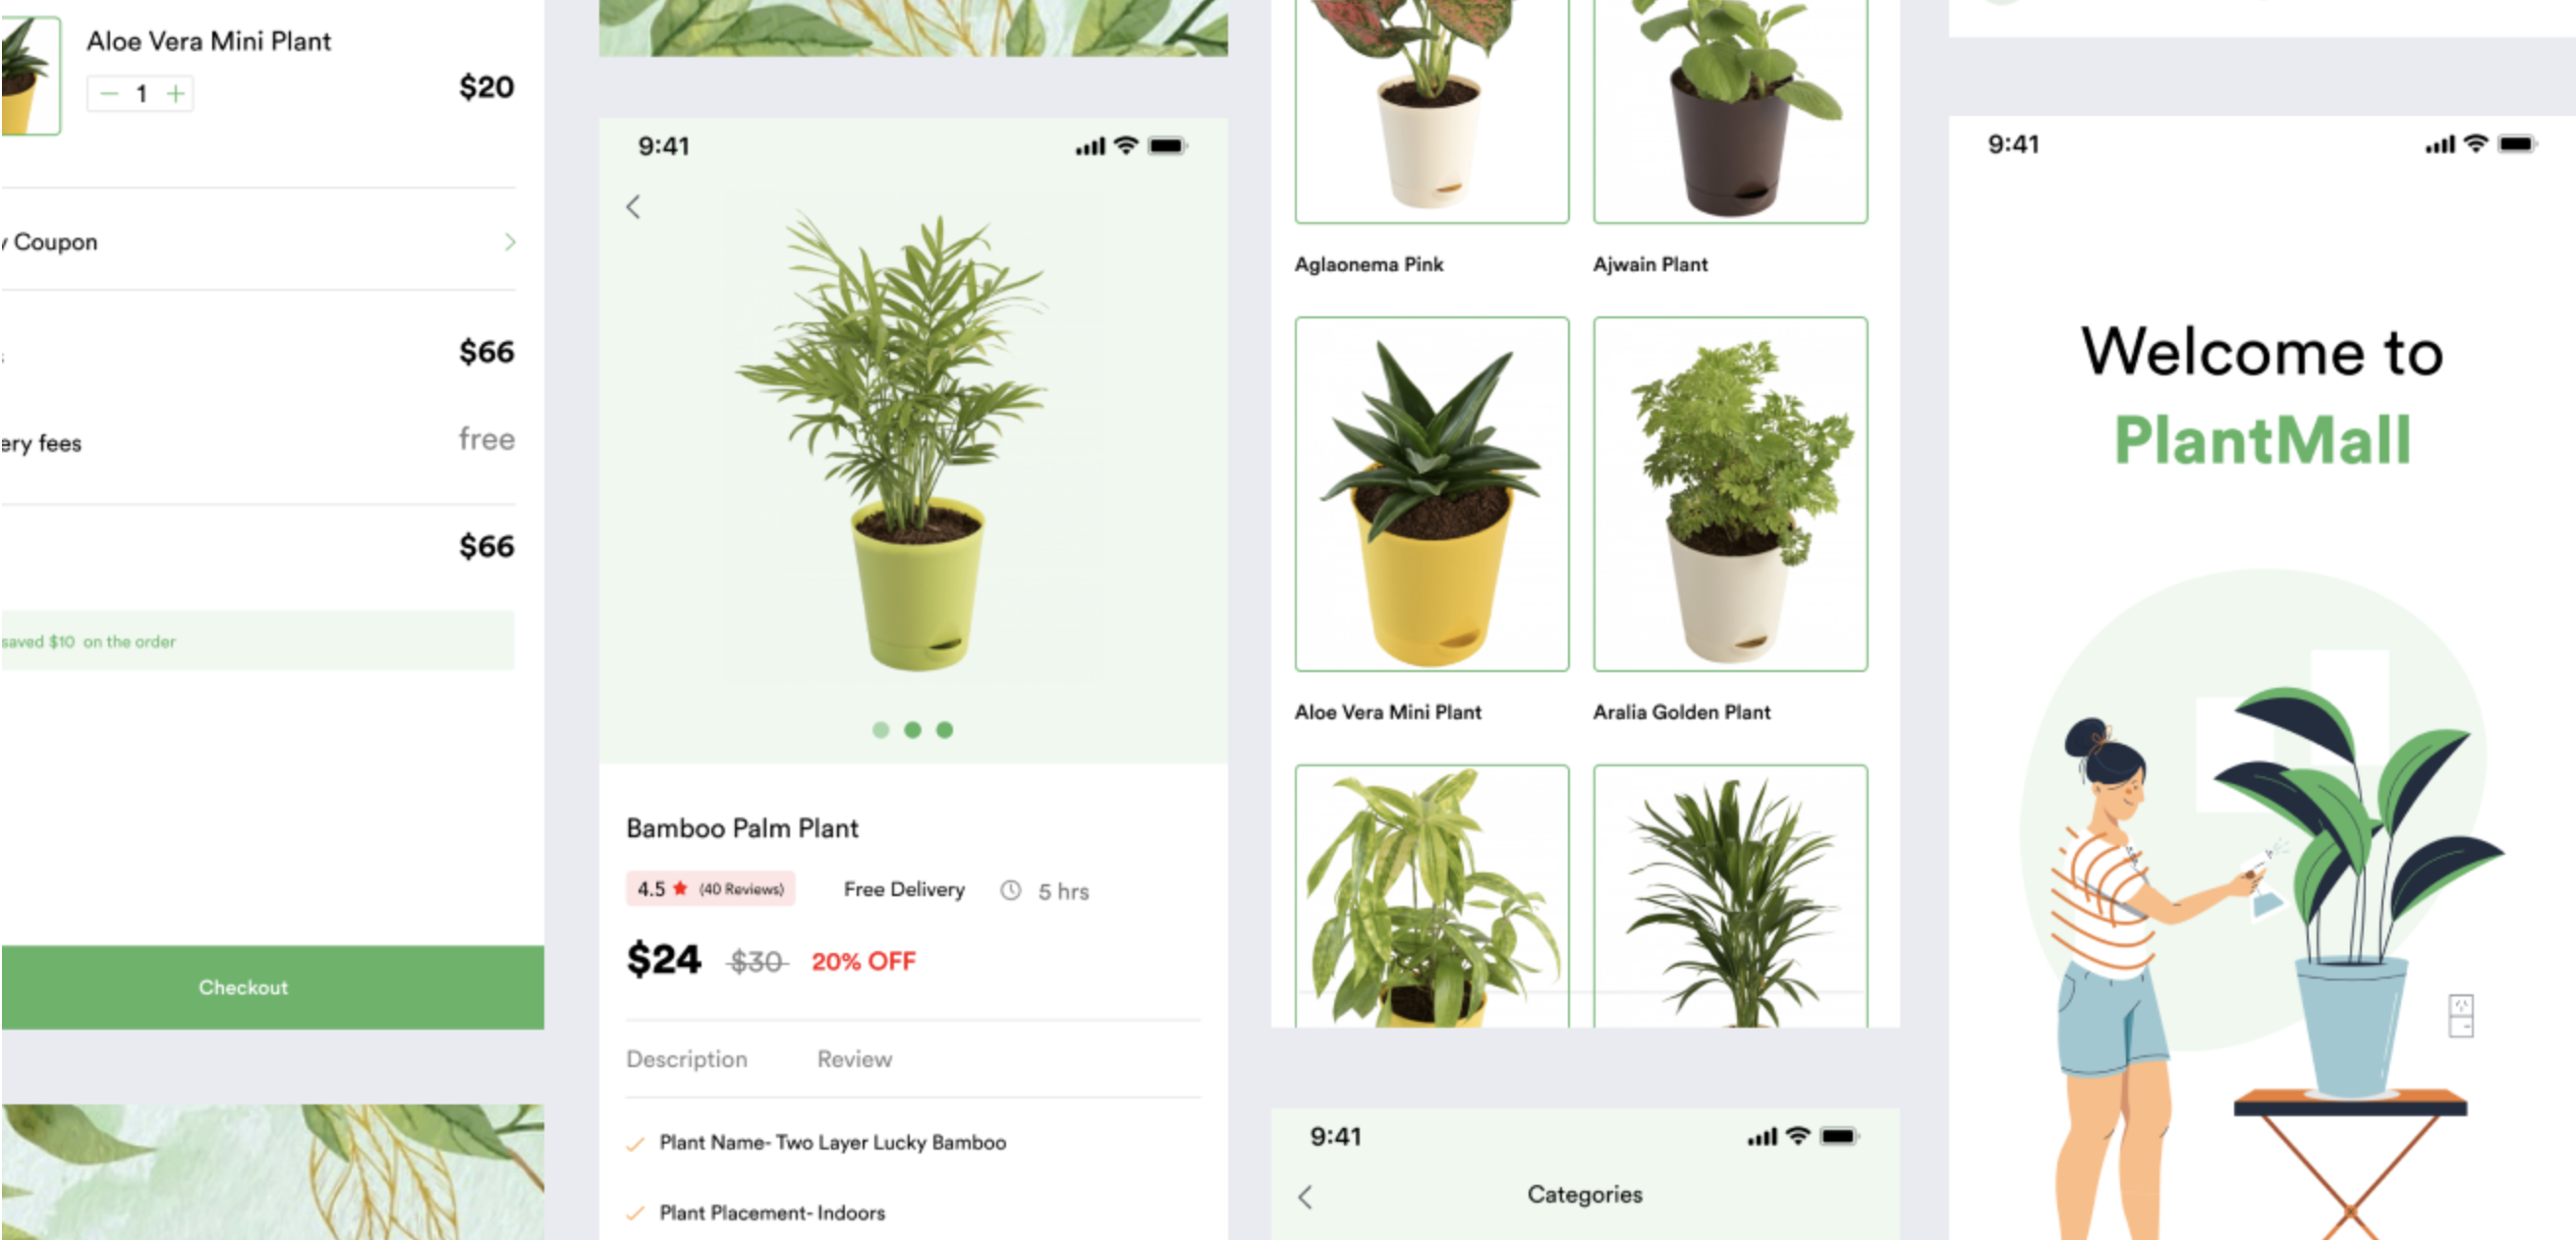 Aloe Vera Mini Plant
1
$20
Coupon
$66
fees
free
$66
saved $10 on the order
Checkout
9:41
Bamboo Palm Plant
4.5 (40 Reviews) Free Delivery 5 hrs
$24 $30 20% OFF
Description Review
Plant Name- Two Layer Lucky Bamboo
Plant Placement- Indoors
Aglaonema Pink Ajwain Plant
Aloe Vera Mini Plant Aralia Golden Plant
9:41
Categories
9:41
Welcome to
PlantMall